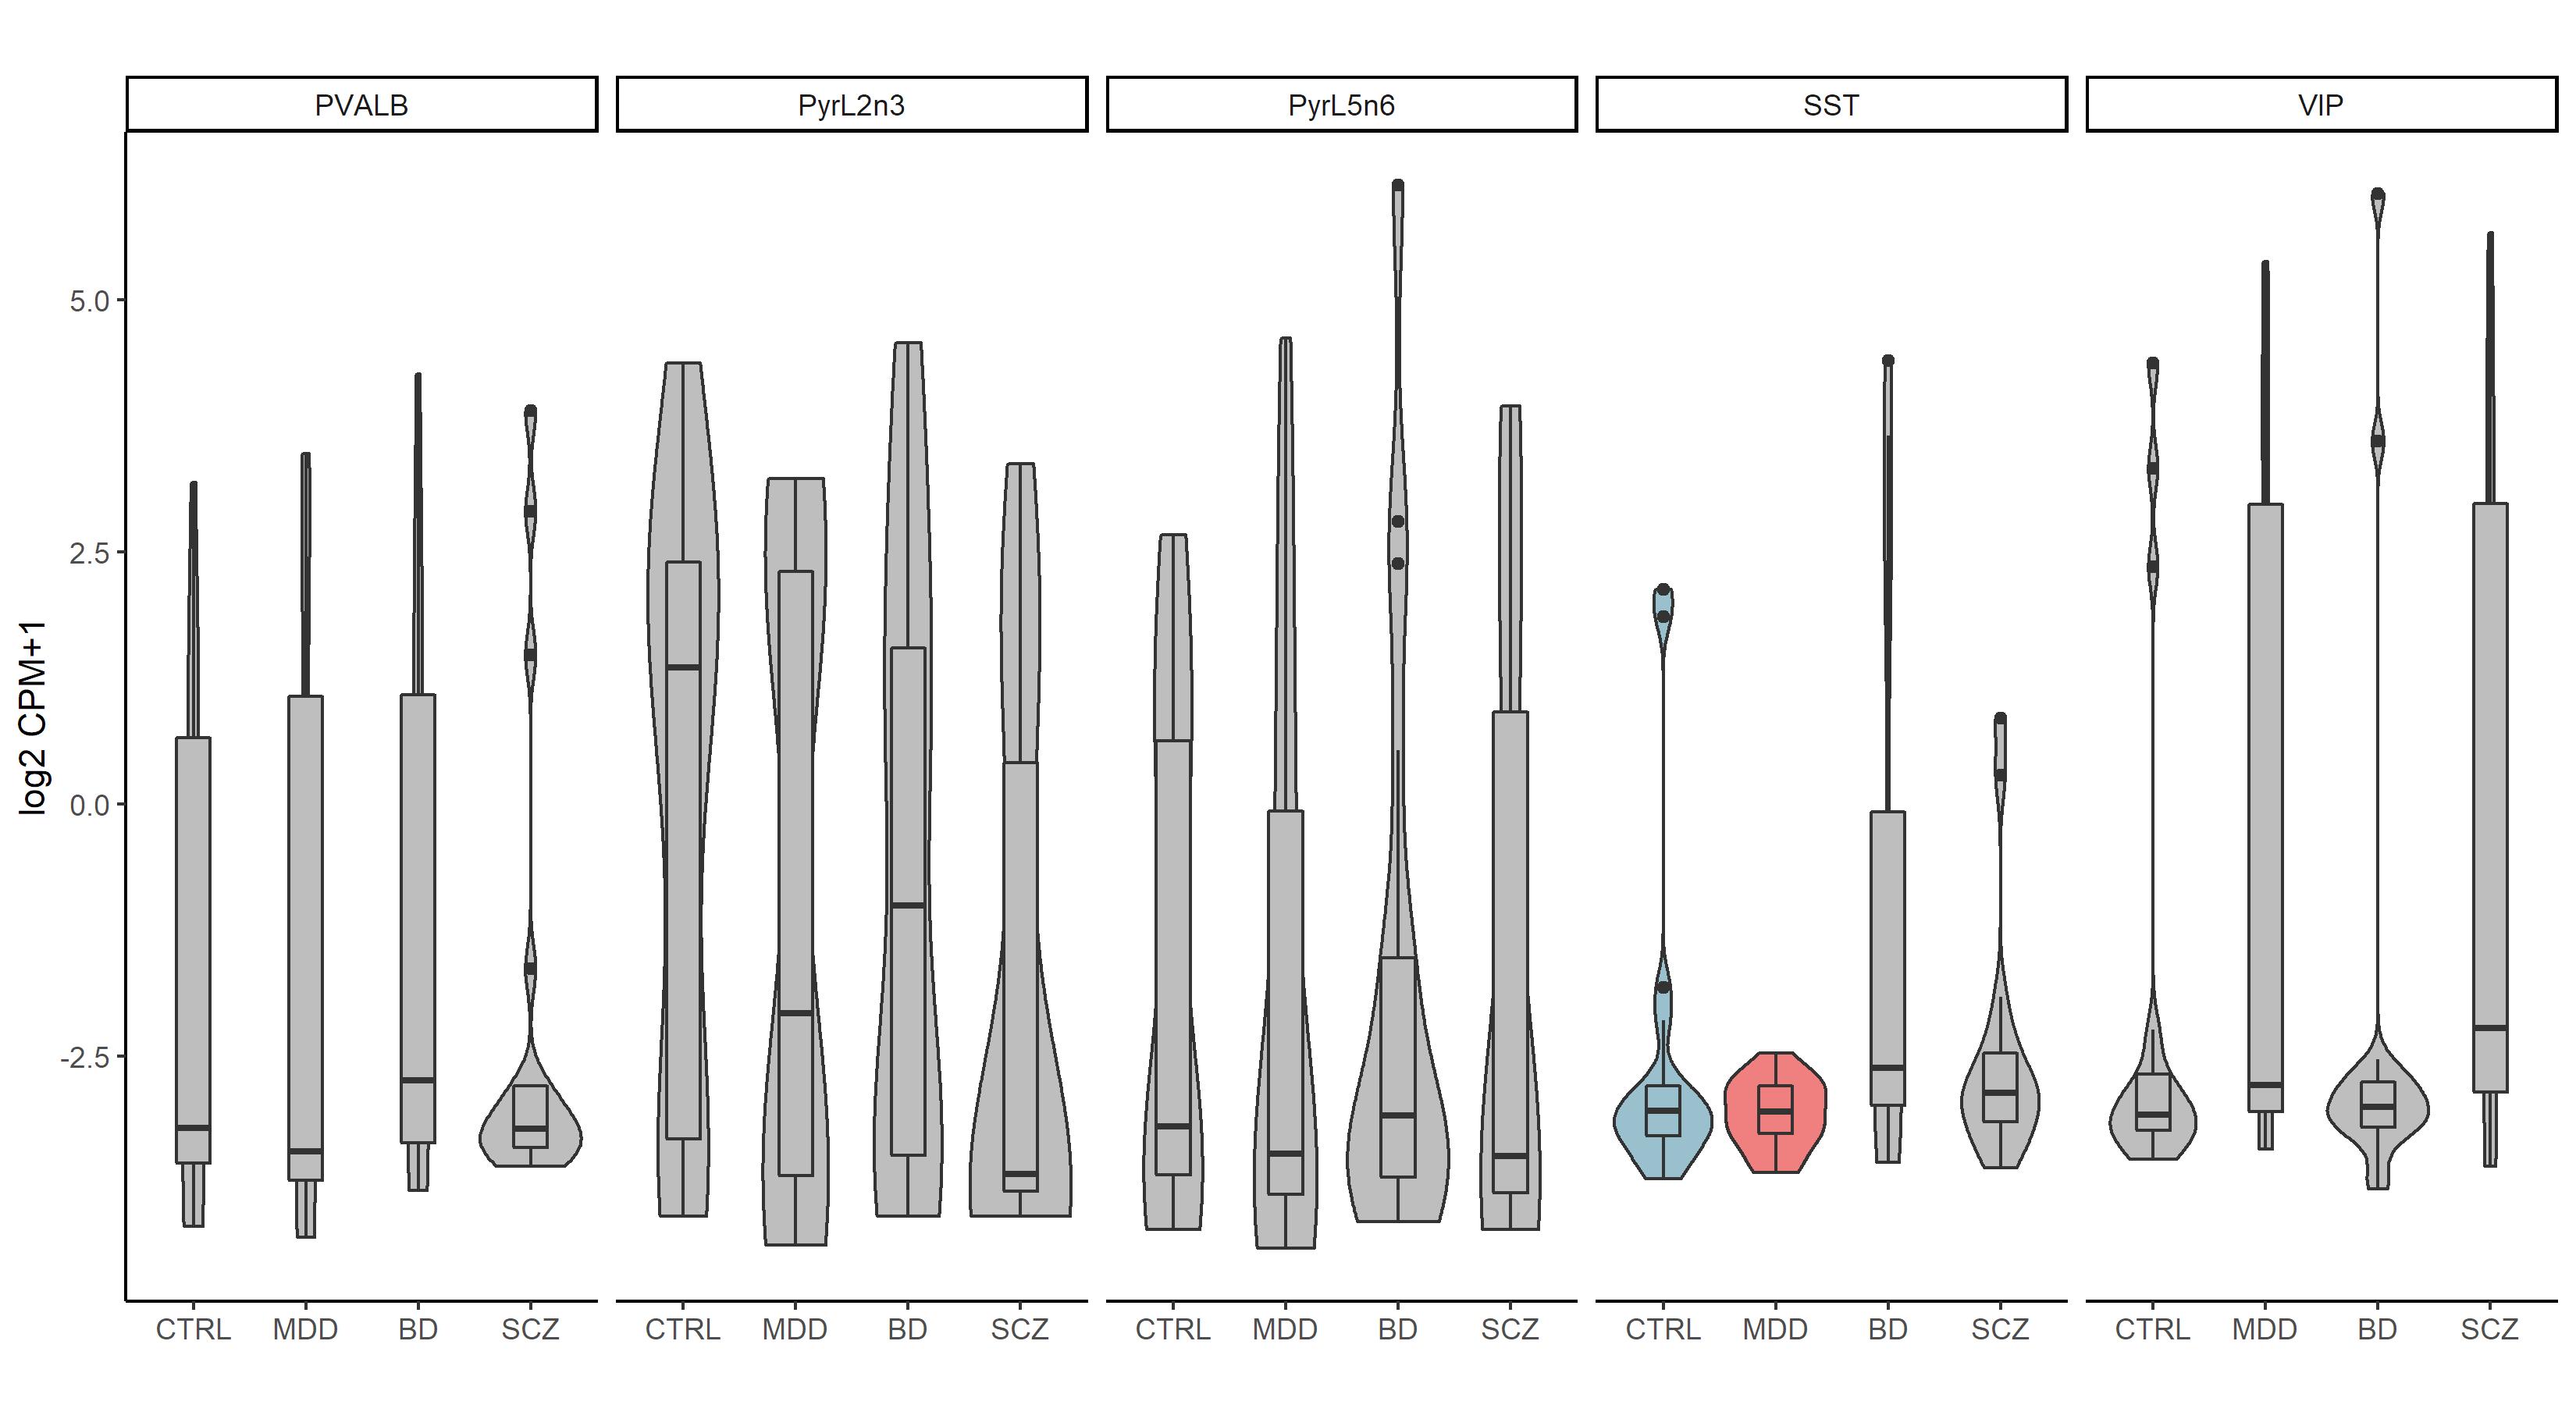 PVALB PyrL2n3 PyrL5n6 SST VIP
log2 CPM+1
5.0
2.5
0.0
-2.5
CTRL MDD BD SCZ CTRL MDD BD SCZ CTRL MDD BD SCZ CTRL MDD BD SCZ CTRL MDD BD SCZ